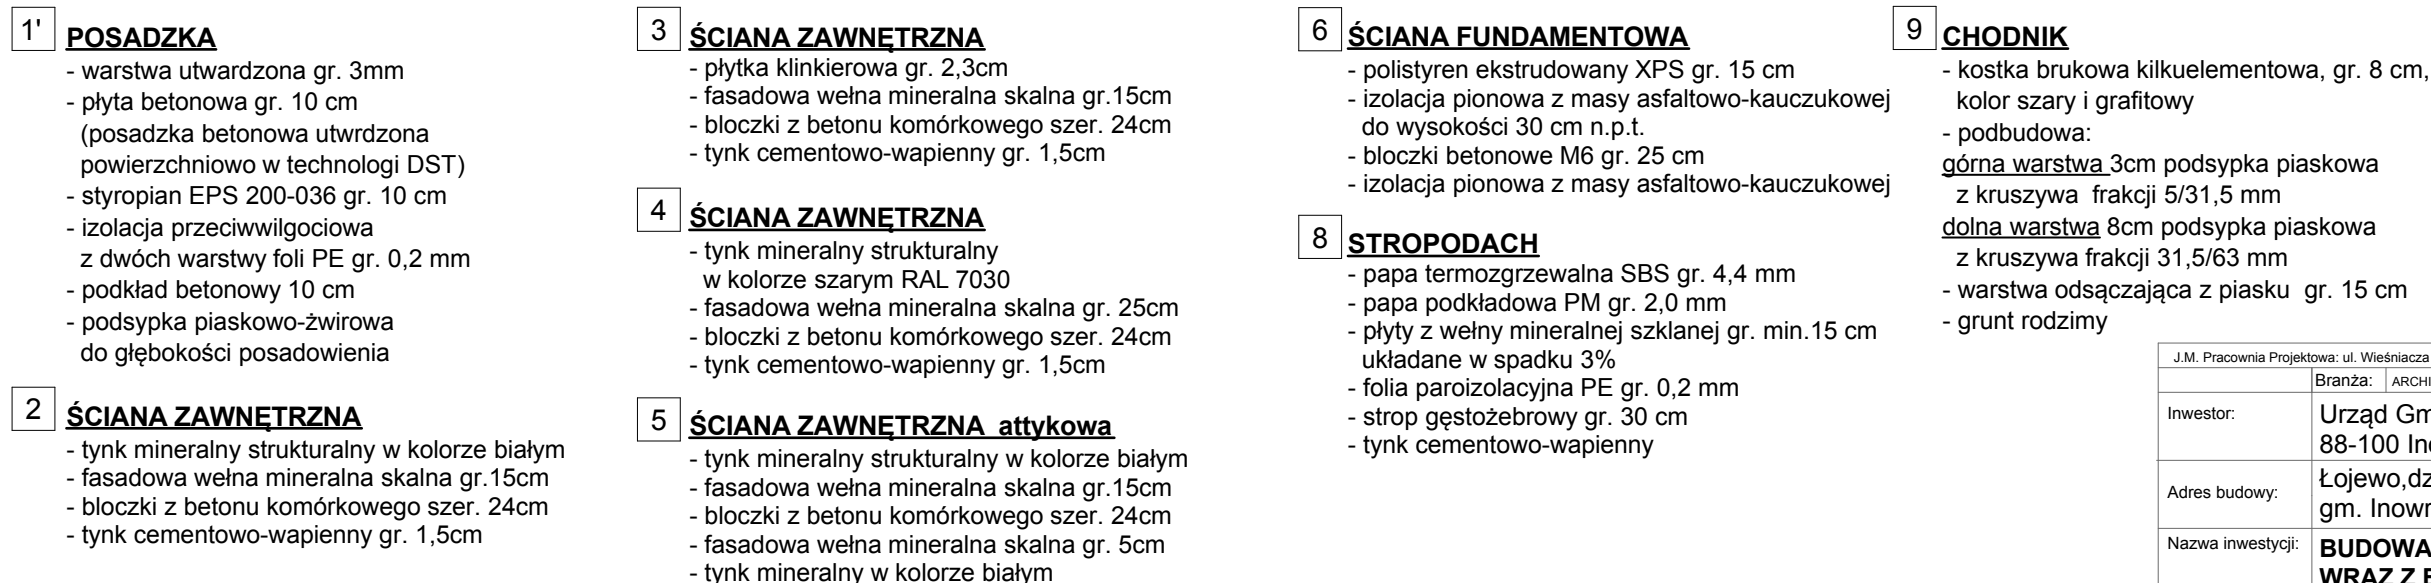 1'
POSADZKA
- warstwa utwardzona gr. 3mm
- płyta betonowa gr. 10 cm
(posadzka betonowa utwrdzona
powierzchniowo w technologi DST)
- styropian EPS 200-036 gr. 10 cm
- izolacja przeciwwilgociowa
z dwóch warstwy foli PE gr. 0,2 mm
- podkład betonowy 10 cm
- podsypka piaskowo-żwirowa
do głębokości posadowienia
2
ŚCIANA ZAWNĘTRZNA
- tynk mineralny strukturalny w kolorze białym
- fasadowa wełna mineralna skalna gr.15cm
- bloczki z betonu komórkowego szer. 24cm
- tynk cementowo-wapienny gr. 1,5cm
3
ŚCIANA ZAWNĘTRZNA
- płytka klinkierowa gr. 2,3cm
- fasadowa wełna mineralna skalna gr.15cm
- bloczki z betonu komórkowego szer. 24cm
- tynk cementowo-wapienny gr. 1,5cm
4
ŚCIANA ZAWNĘTRZNA
- tynk mineralny strukturalny
w kolorze szarym RAL 7030
- fasadowa wełna mineralna skalna gr. 25cm
- bloczki z betonu komórkowego szer. 24cm
- tynk cementowo-wapienny gr. 1,5cm
5
ŚCIANA ZAWNĘTRZNA attykowa
- tynk mineralny strukturalny w kolorze białym
- fasadowa wełna mineralna skalna gr.15cm
- bloczki z betonu komórkowego szer. 24cm
- fasadowa wełna mineralna skalna gr. 5cm
- tynk mineralny w kolorze białym
6
ŚCIANA FUNDAMENTOWA
- polistyren ekstrudowany XPS gr. 15 cm
- izolacja pionowa z masy asfaltowo-kauczukowej
do wysokości 30 cm n.p.t.
- bloczki betonowe M6 gr. 25 cm
- izolacja pionowa z masy asfaltowo-kauczukowej
8
STROPODACH
- papa termozgrzewalna SBS gr. 4,4 mm
- papa podkładowa PM gr. 2,0 mm
- płyty z wełny mineralnej szklanej gr. min.15 cm
układane w spadku 3%
- folia paroizolacyjna PE gr. 0,2 mm
- strop gęstożebrowy gr. 30 cm
- tynk cementowo-wapienny
9
CHODNIK
- kostka brukowa kilkuelementowa, gr. 8 cm,
kolor szary i grafitowy
- podbudowa:
górna warstwa 3cm podsypka piaskowa
z kruszywa frakcji 5/31,5 mm
dolna warstwa 8cm podsypka piaskowa
z kruszywa frakcji 31,5/63 mm
- warstwa odsączająca z piasku gr. 15 cm
- grunt rodzimy
J.M. Pracownia Projektowa: ul. Wieśniacza
Branża: ARCHI
Inwestor: Urząd Gm
88-100 Ino
Adres budowy: Łojewo,dz
gm. Inowr
Nazwa inwestycji: BUDOWA
WRAZ Z